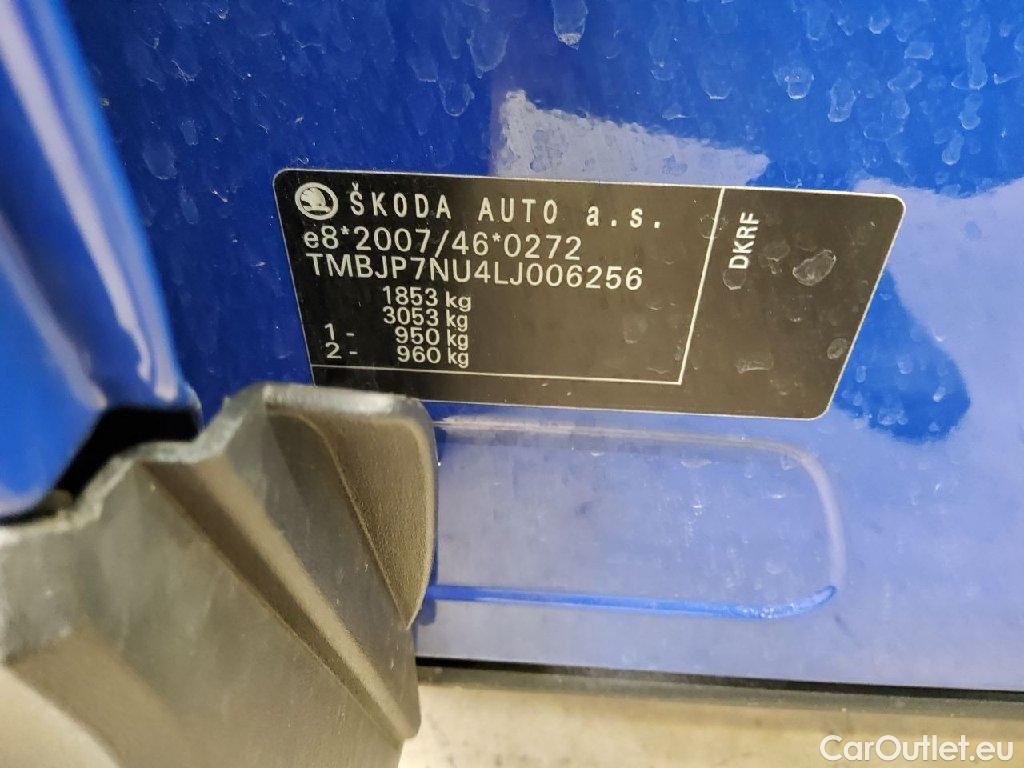 ŠKODA AUTO a.s.
e8*2007/46*0272
TMBJP7NU4LJ006256
1853 kg
3053 kg
1- 950 kg
2- 960 kg
DKRF
CarOutlet.eu